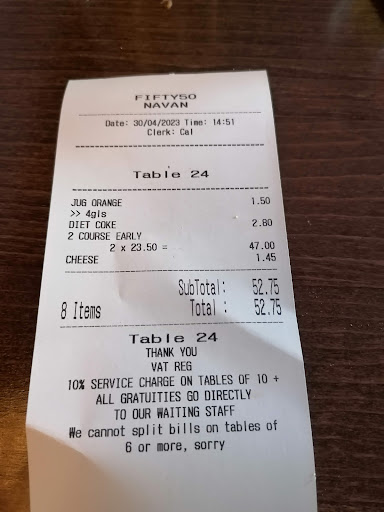 FIFTY50
NAVAN
Date: 30/04/2023 Time: 14:51
Clerk: Cal
Table 24
JUG ORANGE 1.50
>> 4gls
DIET COKE 2.80
2 COURSE EARLY
2 x 23.50 = 47.00
CHEESE 1.45
SubTotal: 52.75
8 Items Total : 52.75
Table 24
THANK YOU
VAT REG
10% SERVICE CHARGE ON TABLES OF 10 +
ALL GRATUITIES GO DIRECTLY
TO OUR WAITING STAFF
We cannot split bills on tables of
6 or more, sorry